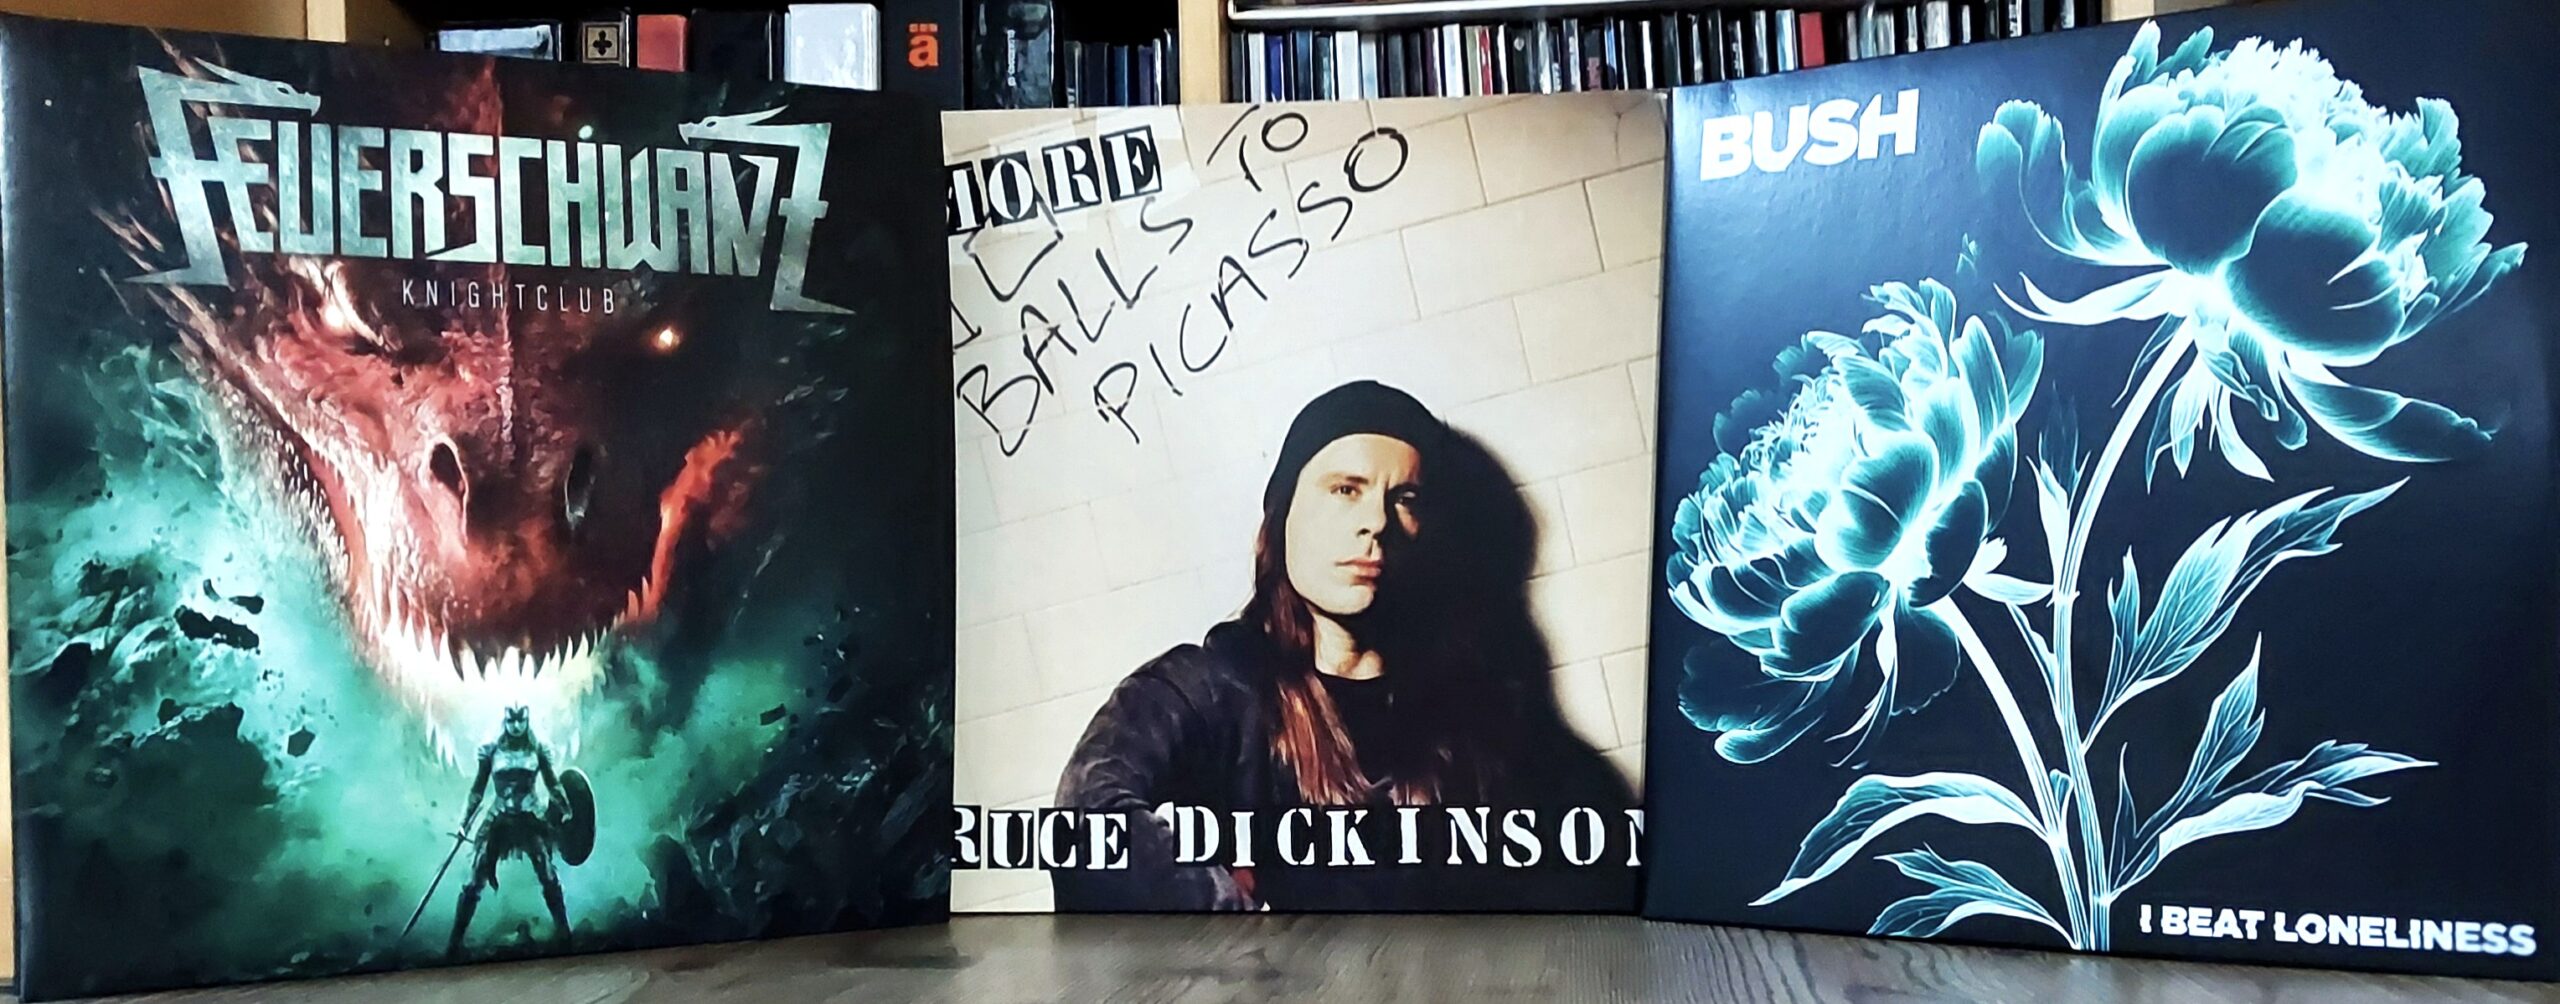 FEUERSCHWANZ
KNIGHTCLUB
MORE
BALLS TO
PICASSO
RUCE DICKINSON
BUSH
I BEAT LONELINESS
a